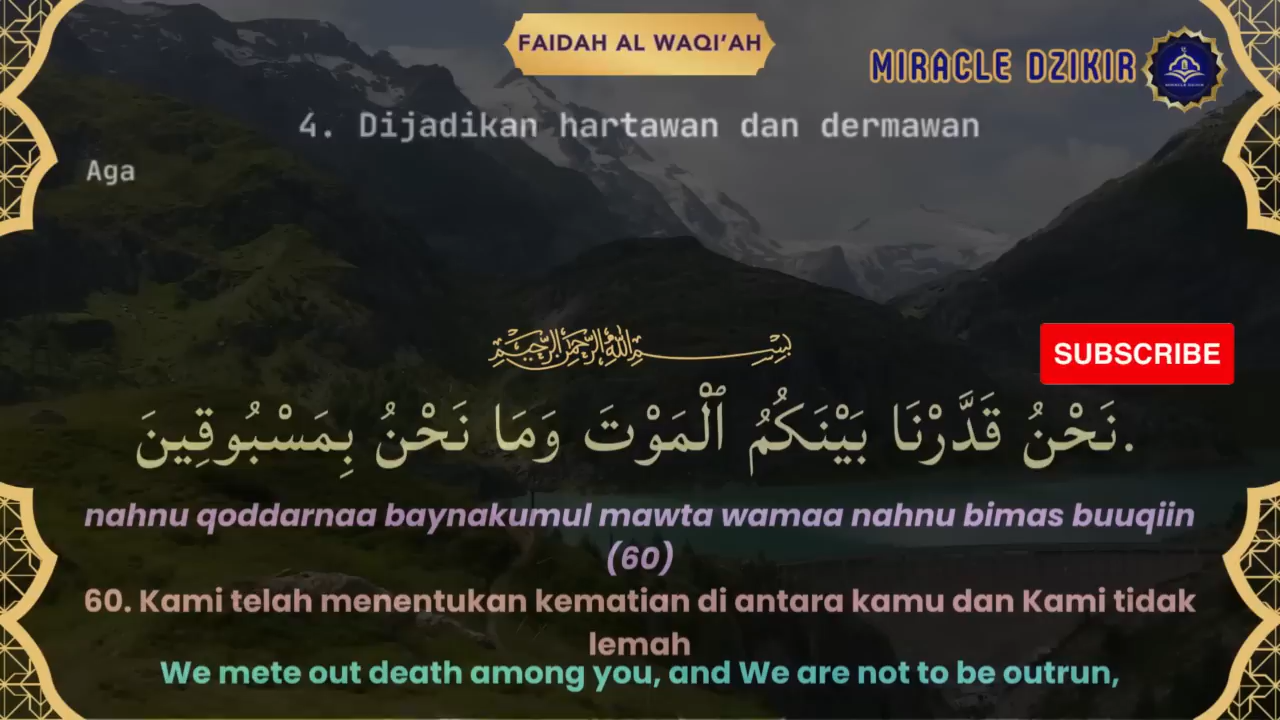 FAIDAH AL WAQI'AH
MIRACLE DZIKIR
4. Dijadikan hartawan dan dermawan
Aga
بِسْمِ اللهِ الرَّحْمٰنِ الرَّحِيْمِ
SUBSCRIBE
نَحْنُ قَدَّرْنَا بَيْنَكُمُ ٱلْمَوْتَ وَمَا نَحْنُ بِمَسْبُوقِينَ.
nahnu qoddarnaa baynakumul mawta wamaa nahnu bimas buuqiin
(60)
60. Kami telah menentukan kematian di antara kamu dan Kami tidak
lemah
We mete out death among you, and We are not to be outrun,